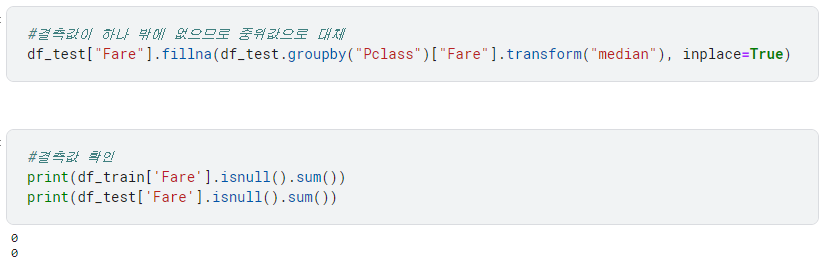 #결측값이 하나 밖에 없으므로 중위값으로 대체
df_test["Fare"].fillna(df_test.groupby("Pclass")["Fare"].transform("median"), inplace=True)
#결측값 확인
print(df_train['Fare'].isnull().sum())
print(df_test['Fare'].isnull().sum())
0
0